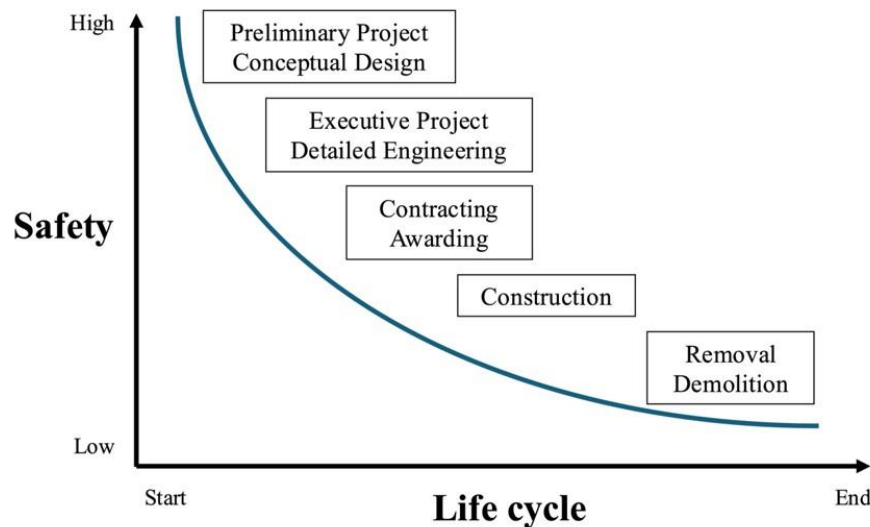 High
Preliminary Project
Conceptual Design
Executive Project
Detailed Engineering
Safety
Contracting
Awarding
Construction
Removal
Demolition
Low
Start
Life cycle
End